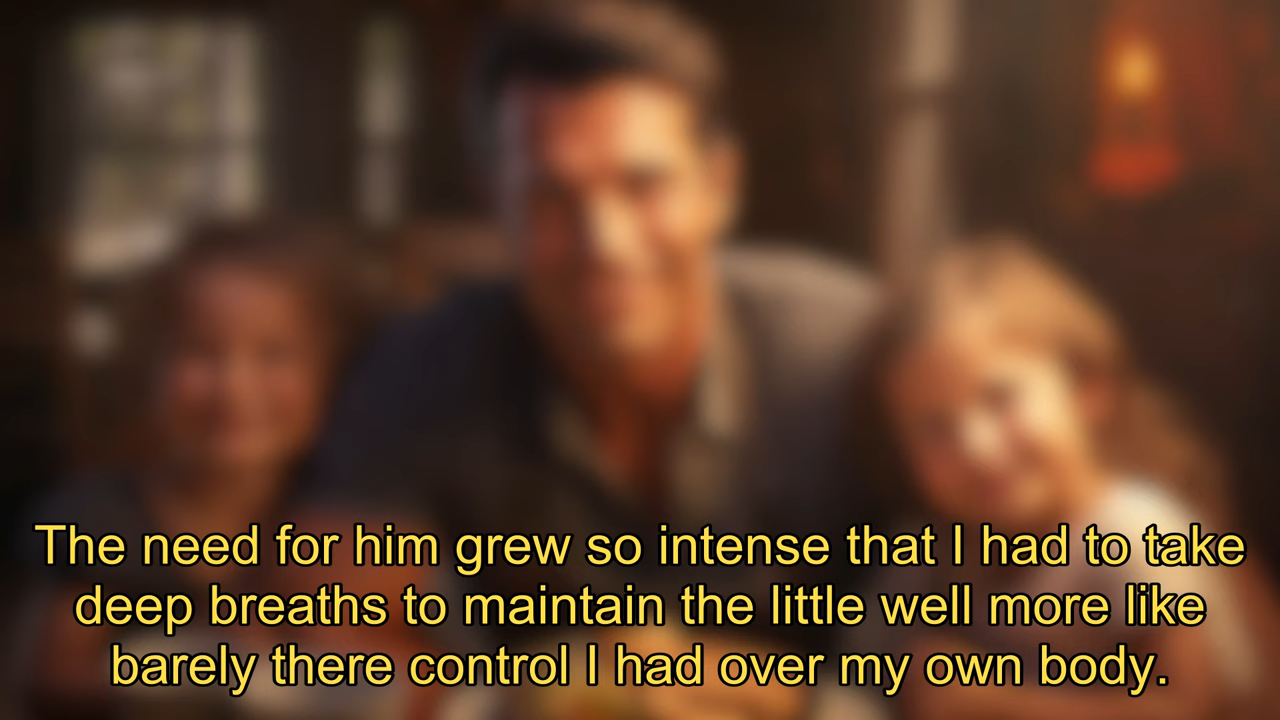 The need for him grew so intense that I had to take
deep breaths to maintain the little well more like
barely there control I had over my own body.